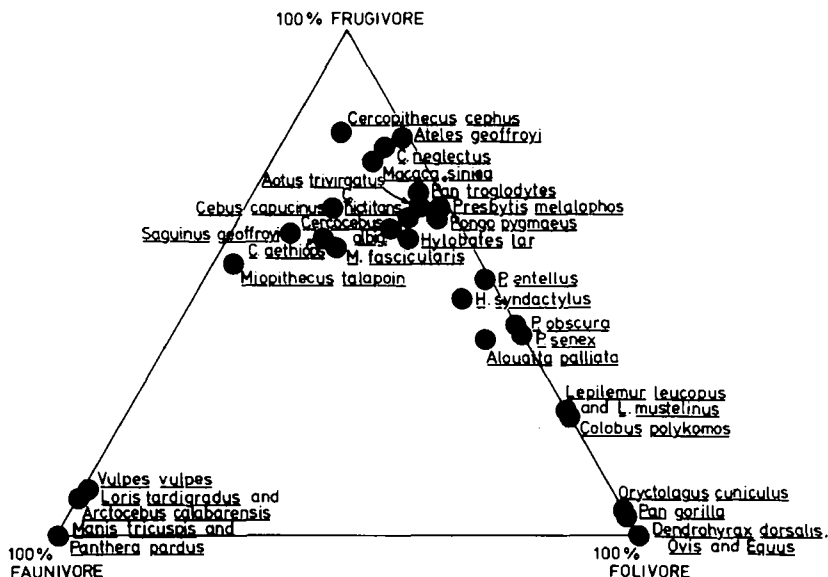 100% FRUGIVORE
Cercopithecus cephus
Ateles geoffroyi
C. neglectus
Macaca sinica
Aotus trivirgatus
Pan troglodytes
C.
Cebus capucinus nictitans
Presbytis melalophos
Cercocebus
Pongo pygmaeus
Saguinus geoffroyi
albig.
Hylobates lar
C. aethiops
M. fascicularis
Miopithecus talapoin
P. entellus
H. syndactylus
P. obscura
P. senex
Alouatta palliata
Lepilemur leucopus
and L. mustelinus
Colobus polykomos
Vulpes vulpes
Loris tardigradus and
Arctocebus calabarensis
Manis tricuspis and
Panthera pardus
Oryctolagus cuniculus
Pan gorilla
Dendrohyrax dorsalis,
Ovis and Equus
100%
FAUNIVORE
100%
FOLIVORE